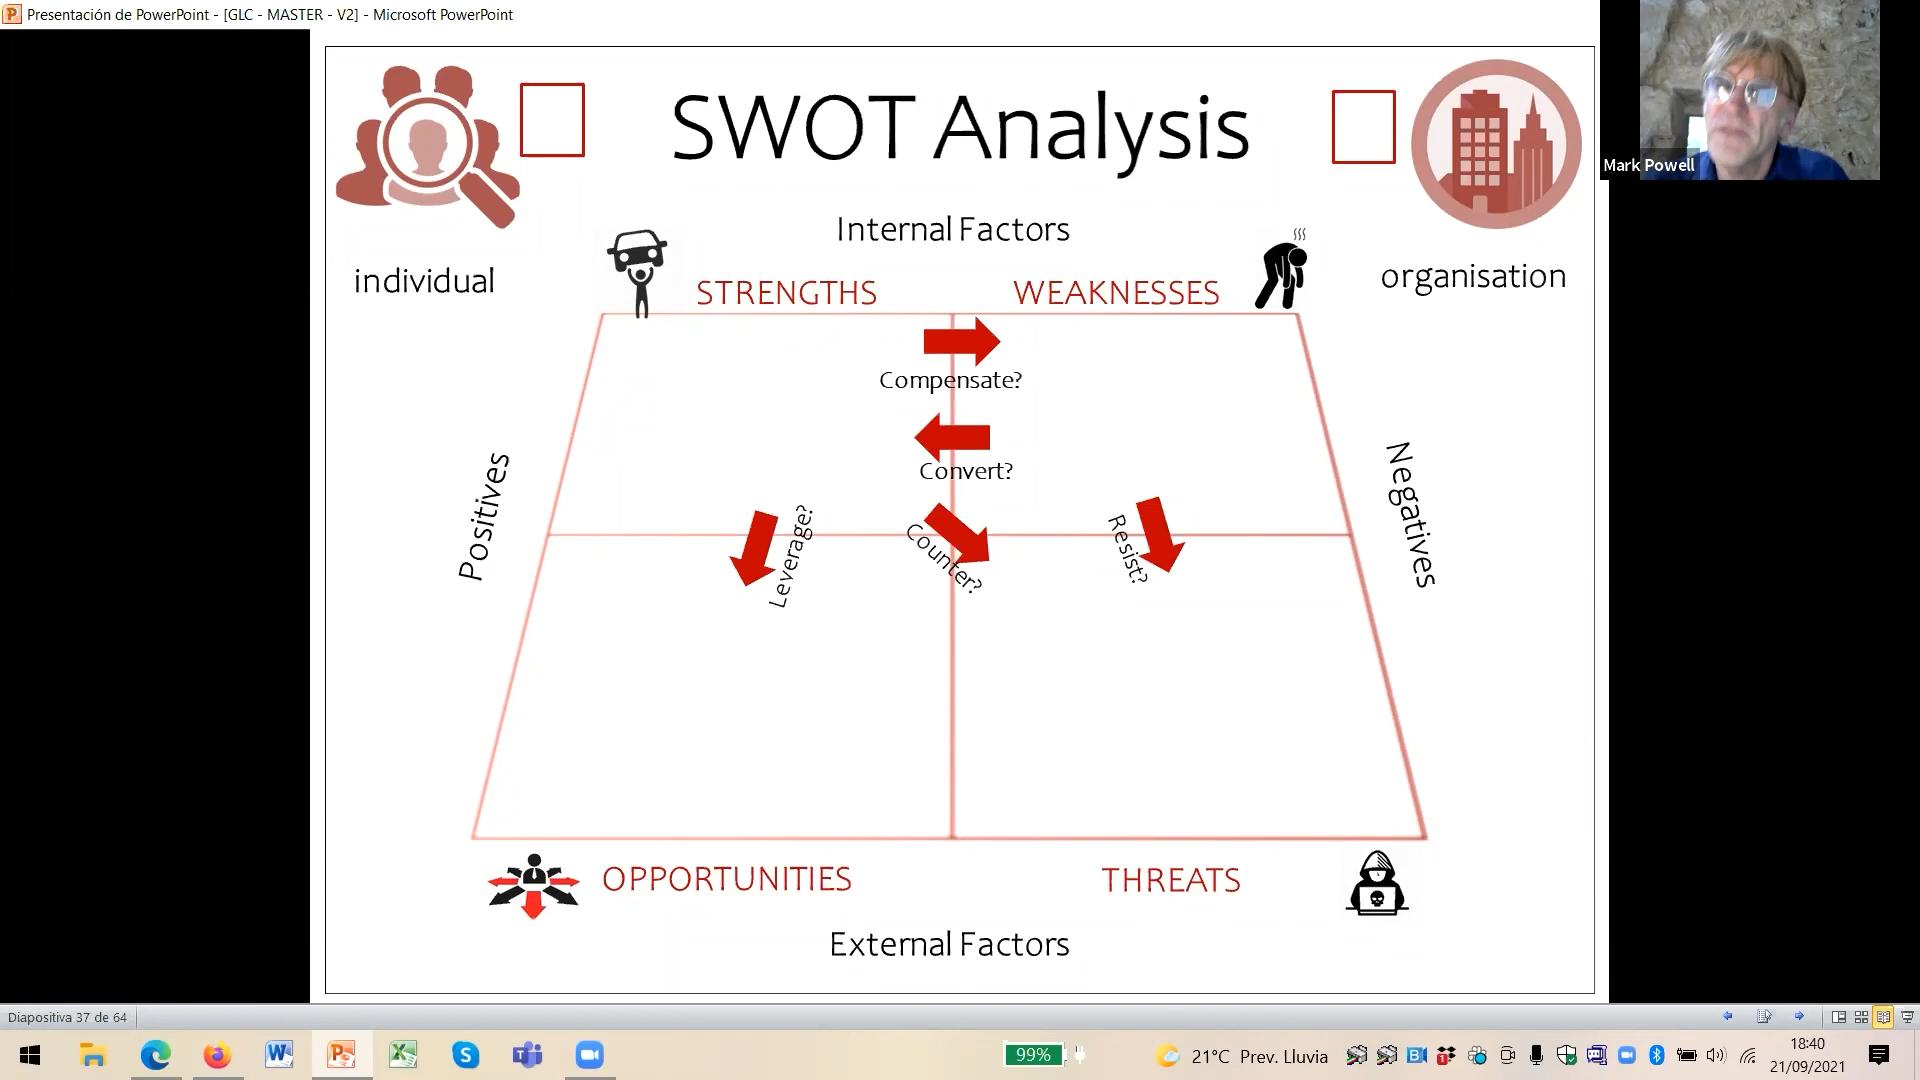 Presentación de PowerPoint - [GLC - MASTER - V2] - Microsoft PowerPoint
Mark Powell
SWOT Analysis
Internal Factors
individual
organisation
STRENGTHS
WEAKNESSES
Compensate?
Convert?
Positives
Negatives
Leverage?
Counter?
Resist?
OPPORTUNITIES
THREATS
External Factors
Diapositiva 37 de 64
99%
21°C Prev. Lluvia
18:40
21/09/2021